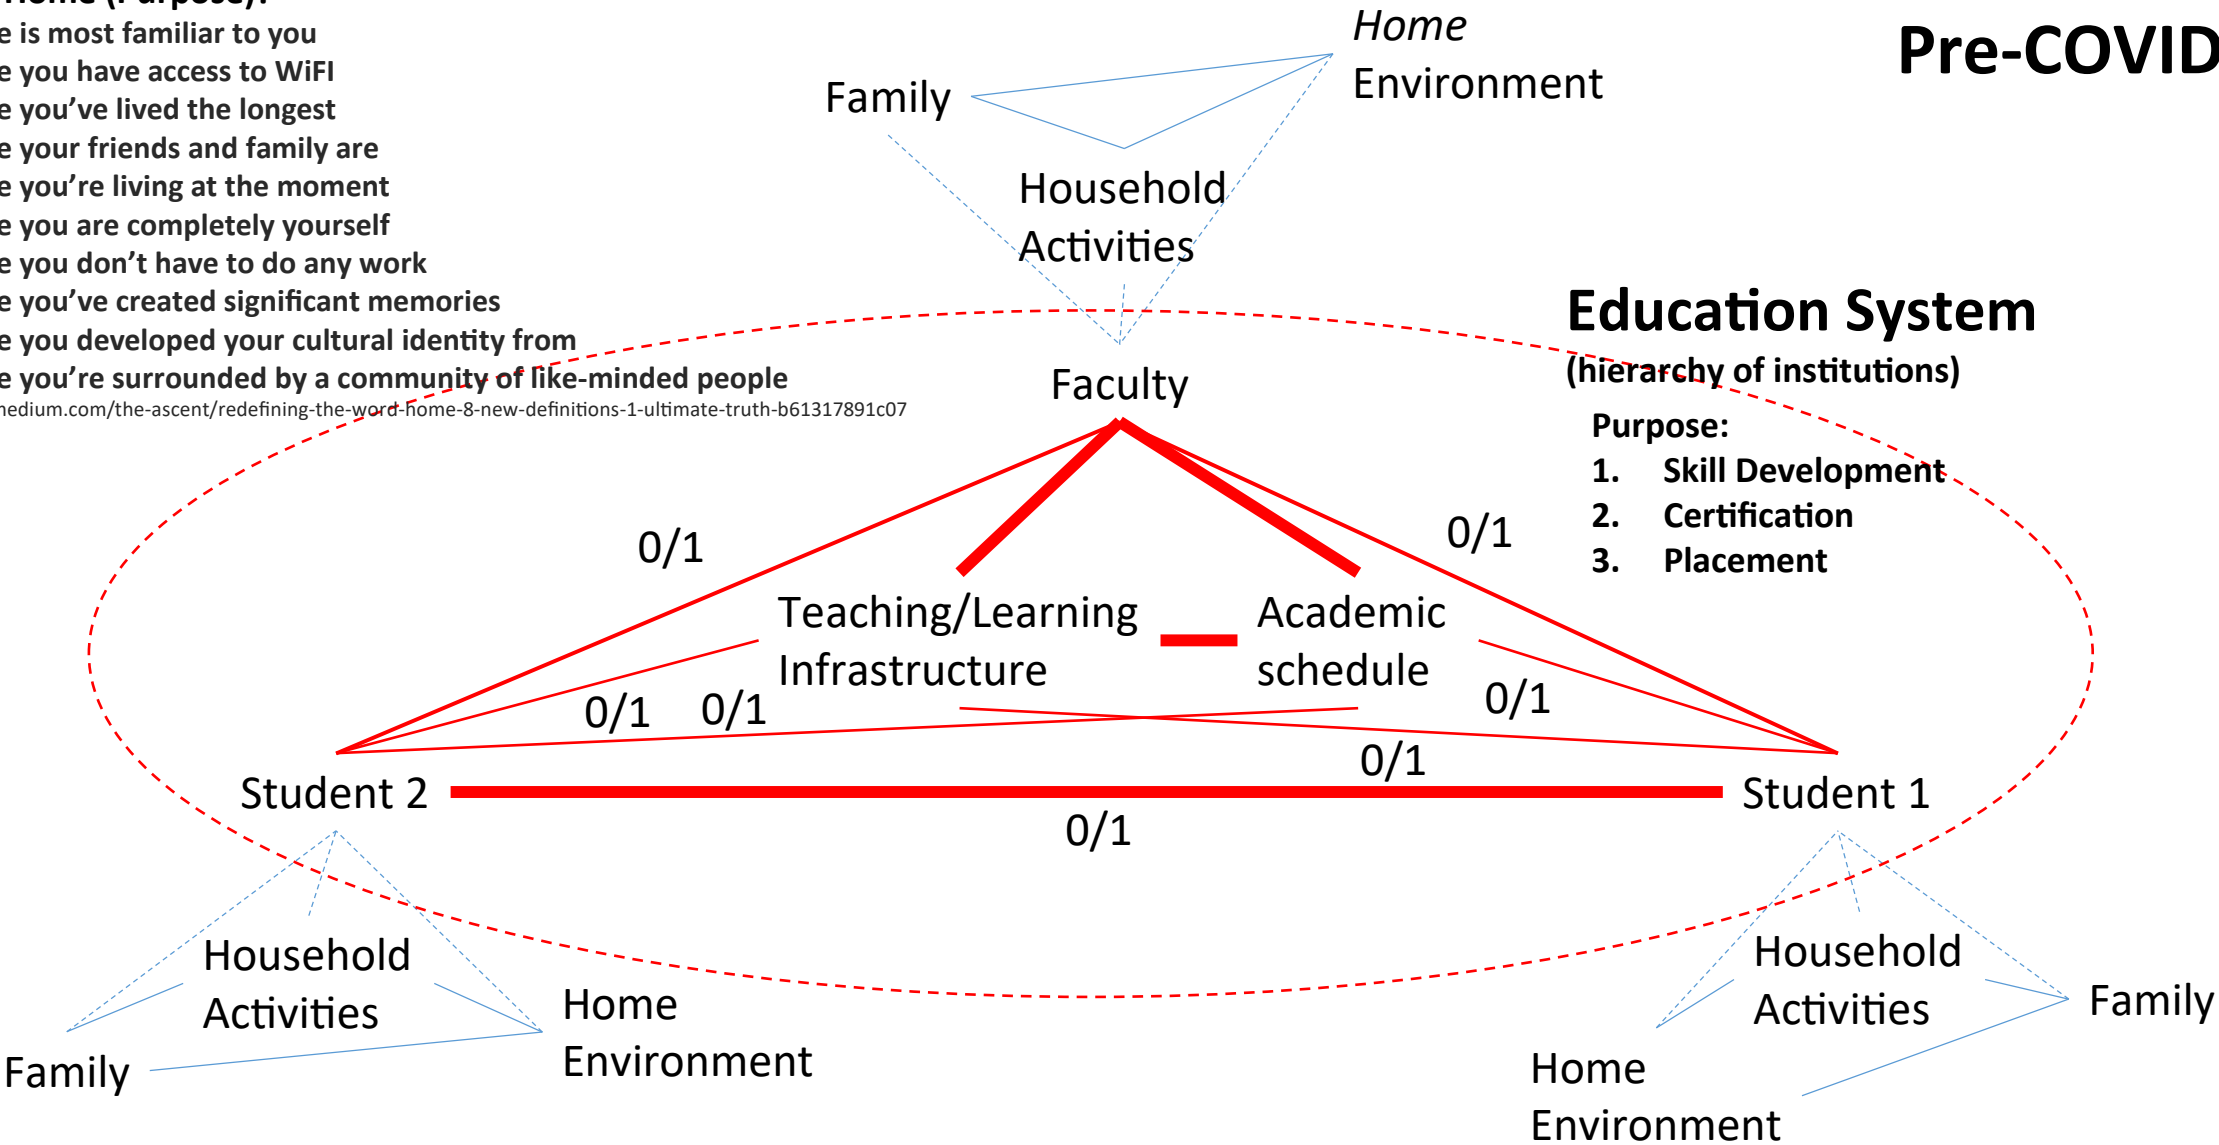 Home (Purpose):
e is most familiar to you
e you have access to WiFI
e you've lived the longest
e your friends and family are
e you're living at the moment
e you are completely yourself
e you don't have to do any work
e you've created significant memories
e you developed your cultural identity from
e you're surrounded by a community of like-minded people
medium.com/the-ascent/redefining-the-word-home-8-new-definitions-1-ultimate-truth-b61317891c07
Pre-COVID
Home
Environment
Family
Household
Activities
Education System
(hierarchy of institutions)
Purpose:
1. Skill Development
2. Certification
3. Placement
Faculty
0/1
0/1
Teaching/Learning
Infrastructure
Academic
schedule
0/1
0/1
0/1
0/1
0/1
Student 2
Student 1
Household
Activities
Family
Home
Environment
Household
Activities
Family
Home
Environment